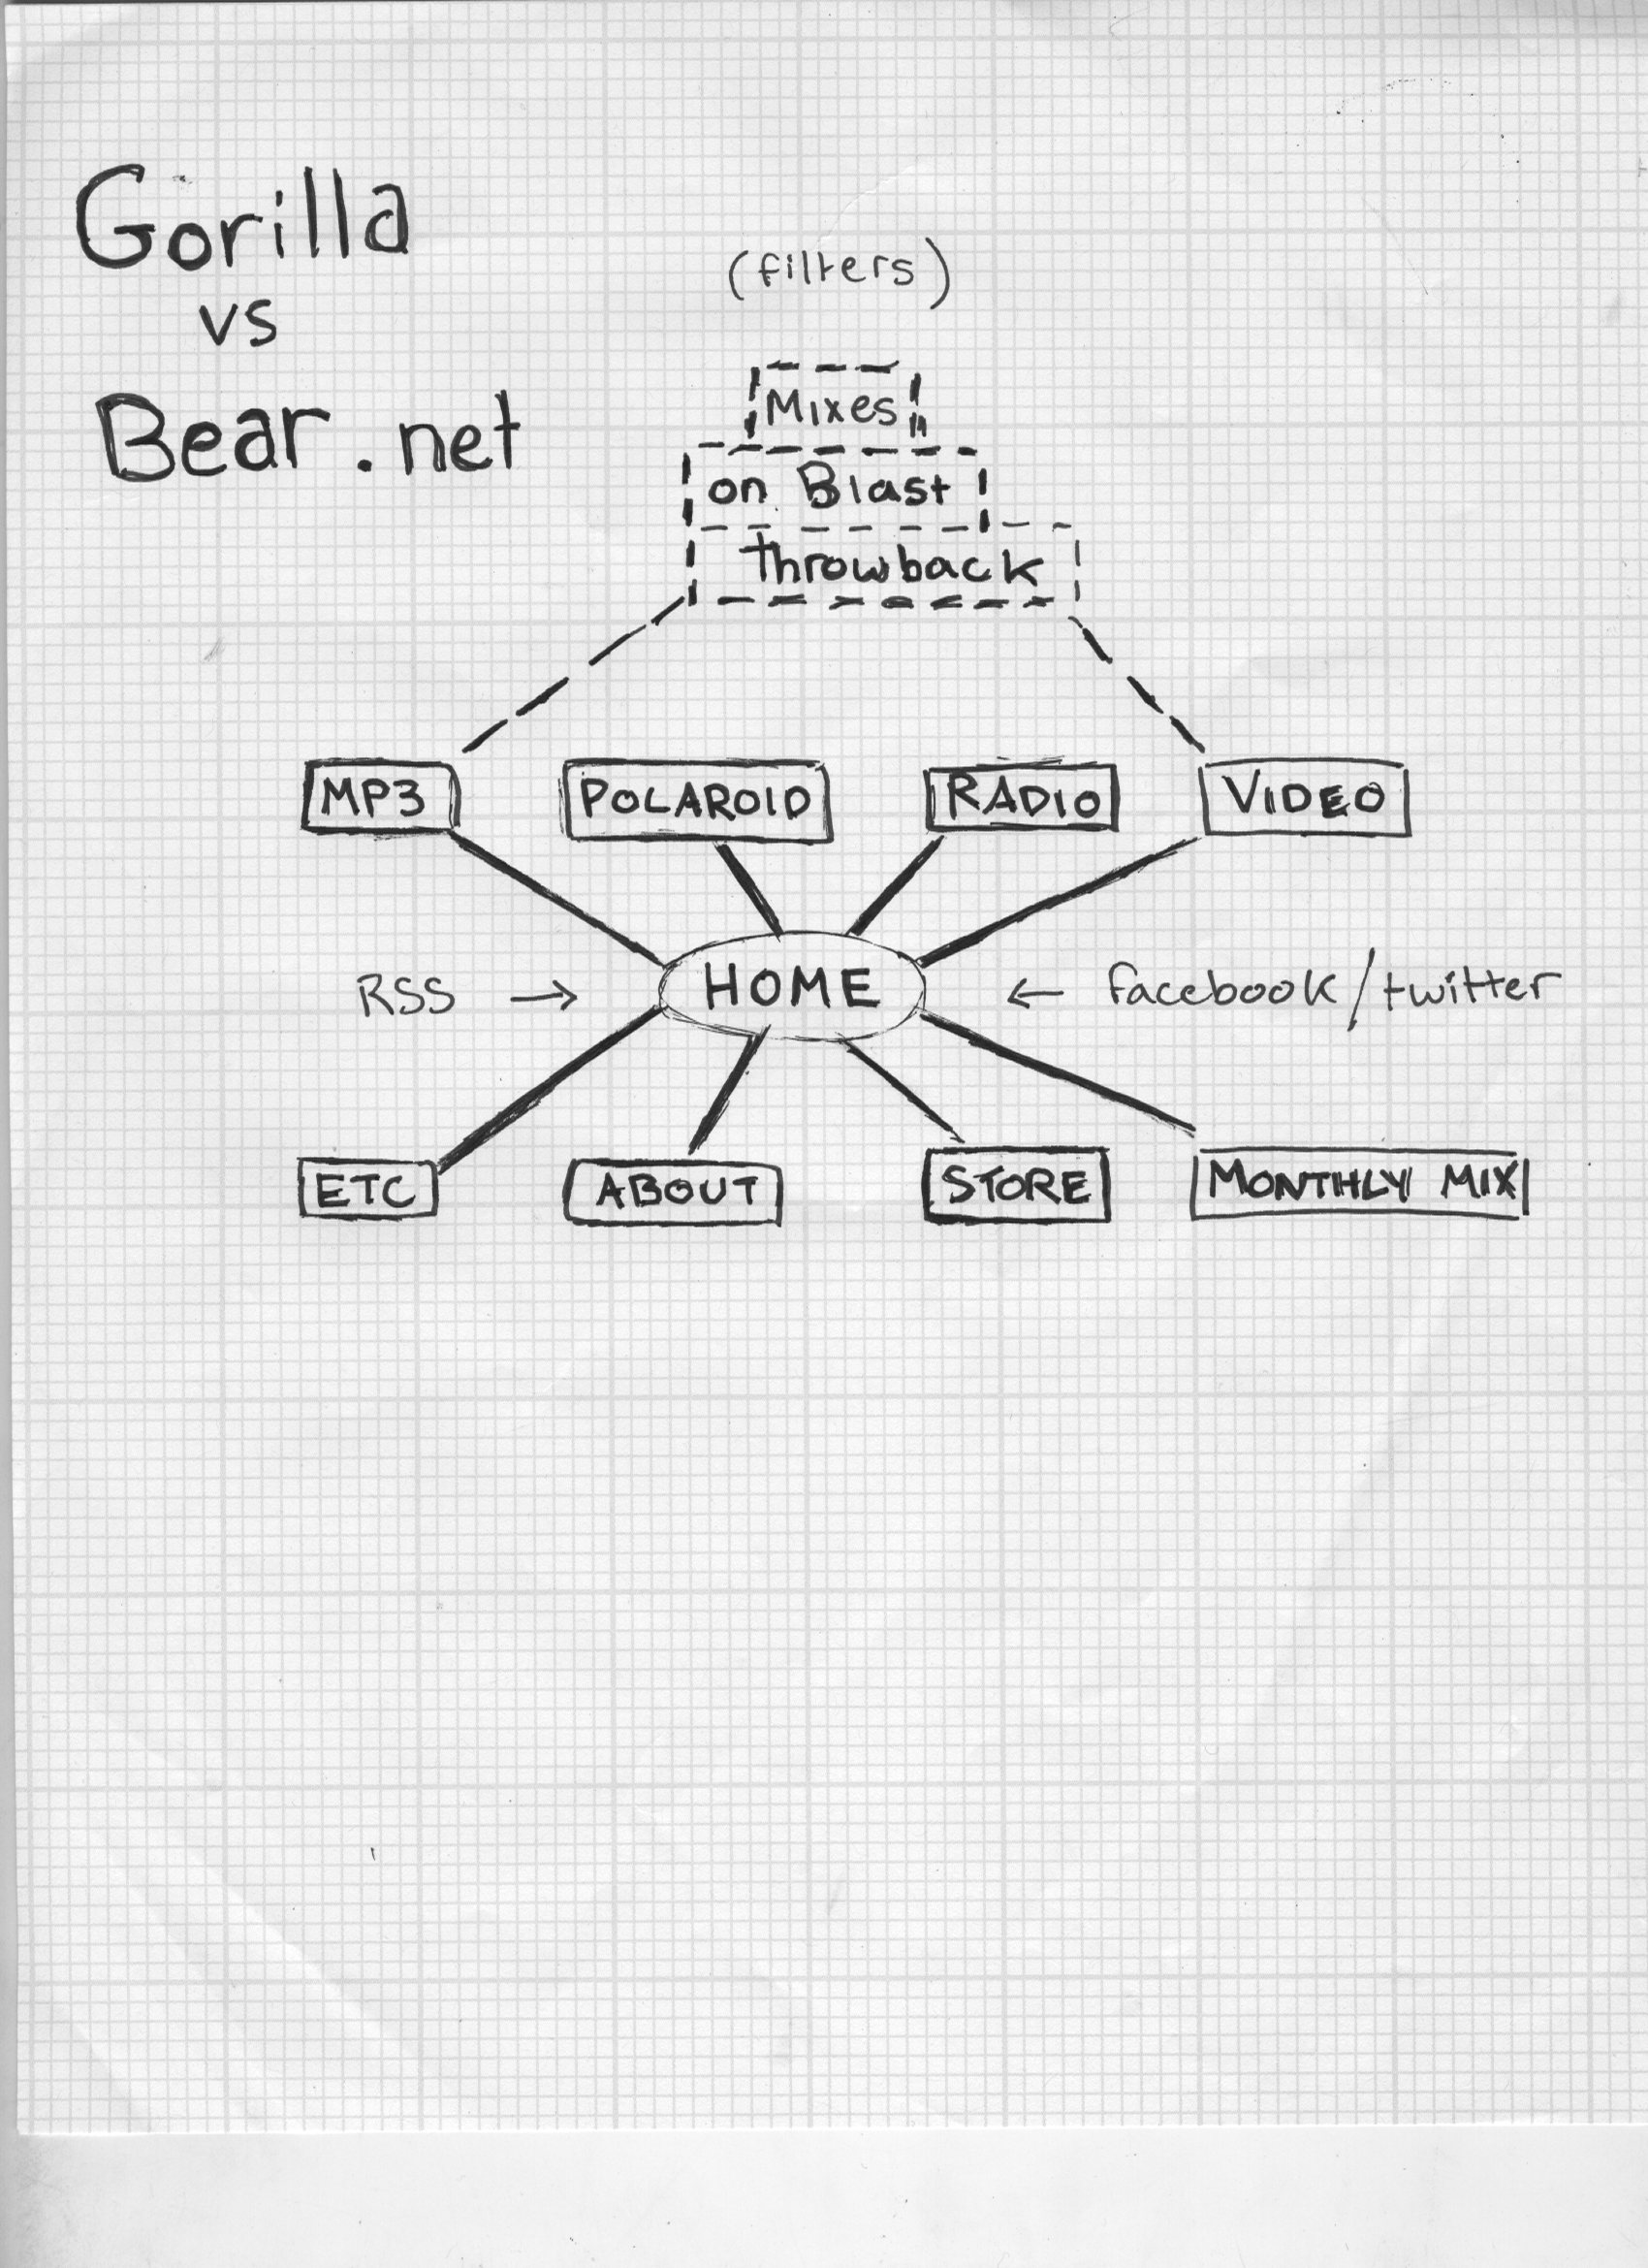 Gorilla
vs
Bear.net
(filters)
Mixes
on Blast
Throwback
MP3
POLAROID
RADIO
VIDEO
RSS →
HOME
← facebook/twitter
ETC
ABOUT
STORE
MONTHLY MIX